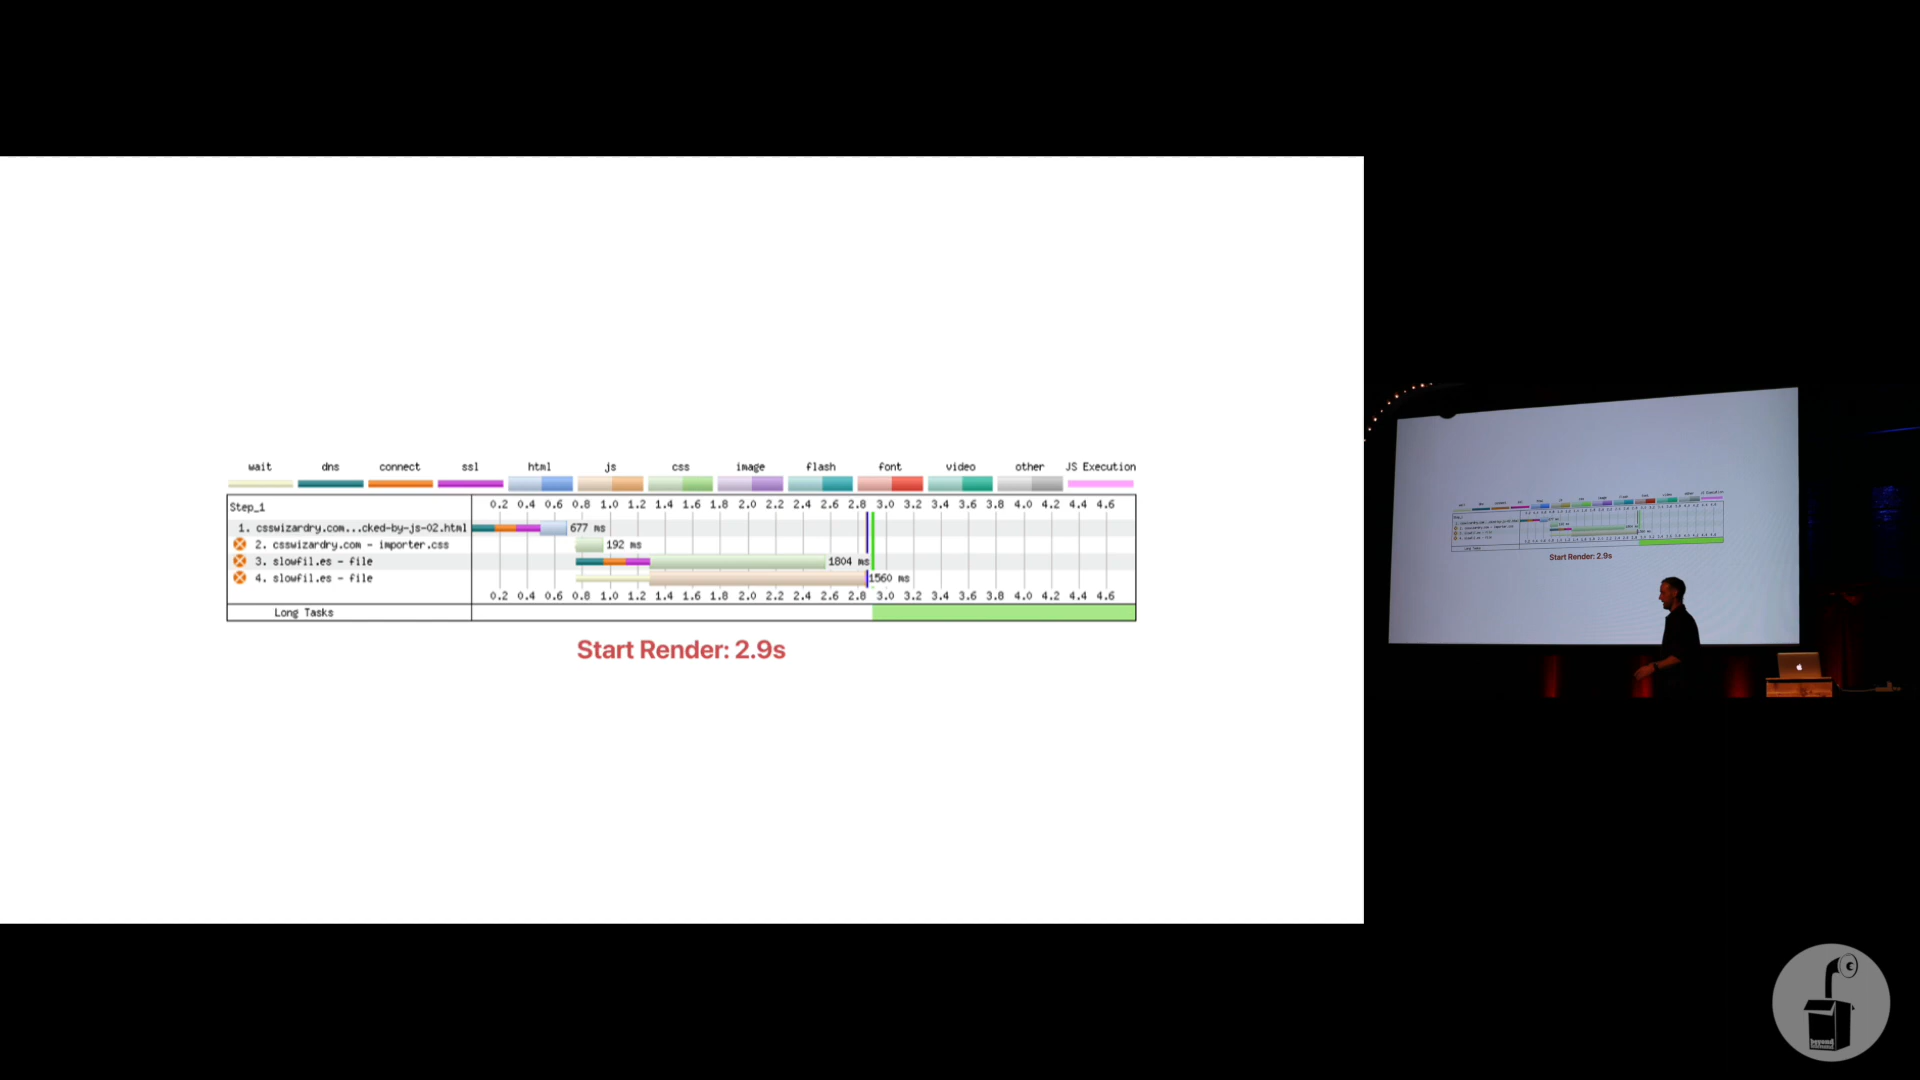 wait dns connect ssl html js css image flash font video other JS Execution
Step_1 0.2 0.4 0.6 0.8 1.0 1.2 1.4 1.6 1.8 2.0 2.2 2.4 2.6 2.8 3.0 3.2 3.4 3.6 3.8 4.0 4.2 4.4 4.6
1. csswizardry.com...cked-by-js-02.html 677 ms
2. csswizardry.com - importer.css 192 ms
3. slowfil.es - file 1804 ms
4. slowfil.es - file 1560 ms
0.2 0.4 0.6 0.8 1.0 1.2 1.4 1.6 1.8 2.0 2.2 2.4 2.6 2.8 3.0 3.2 3.4 3.6 3.8 4.0 4.2 4.4 4.6
Long Tasks
Start Render: 2.9s
Start Render: 2.9s
beyond